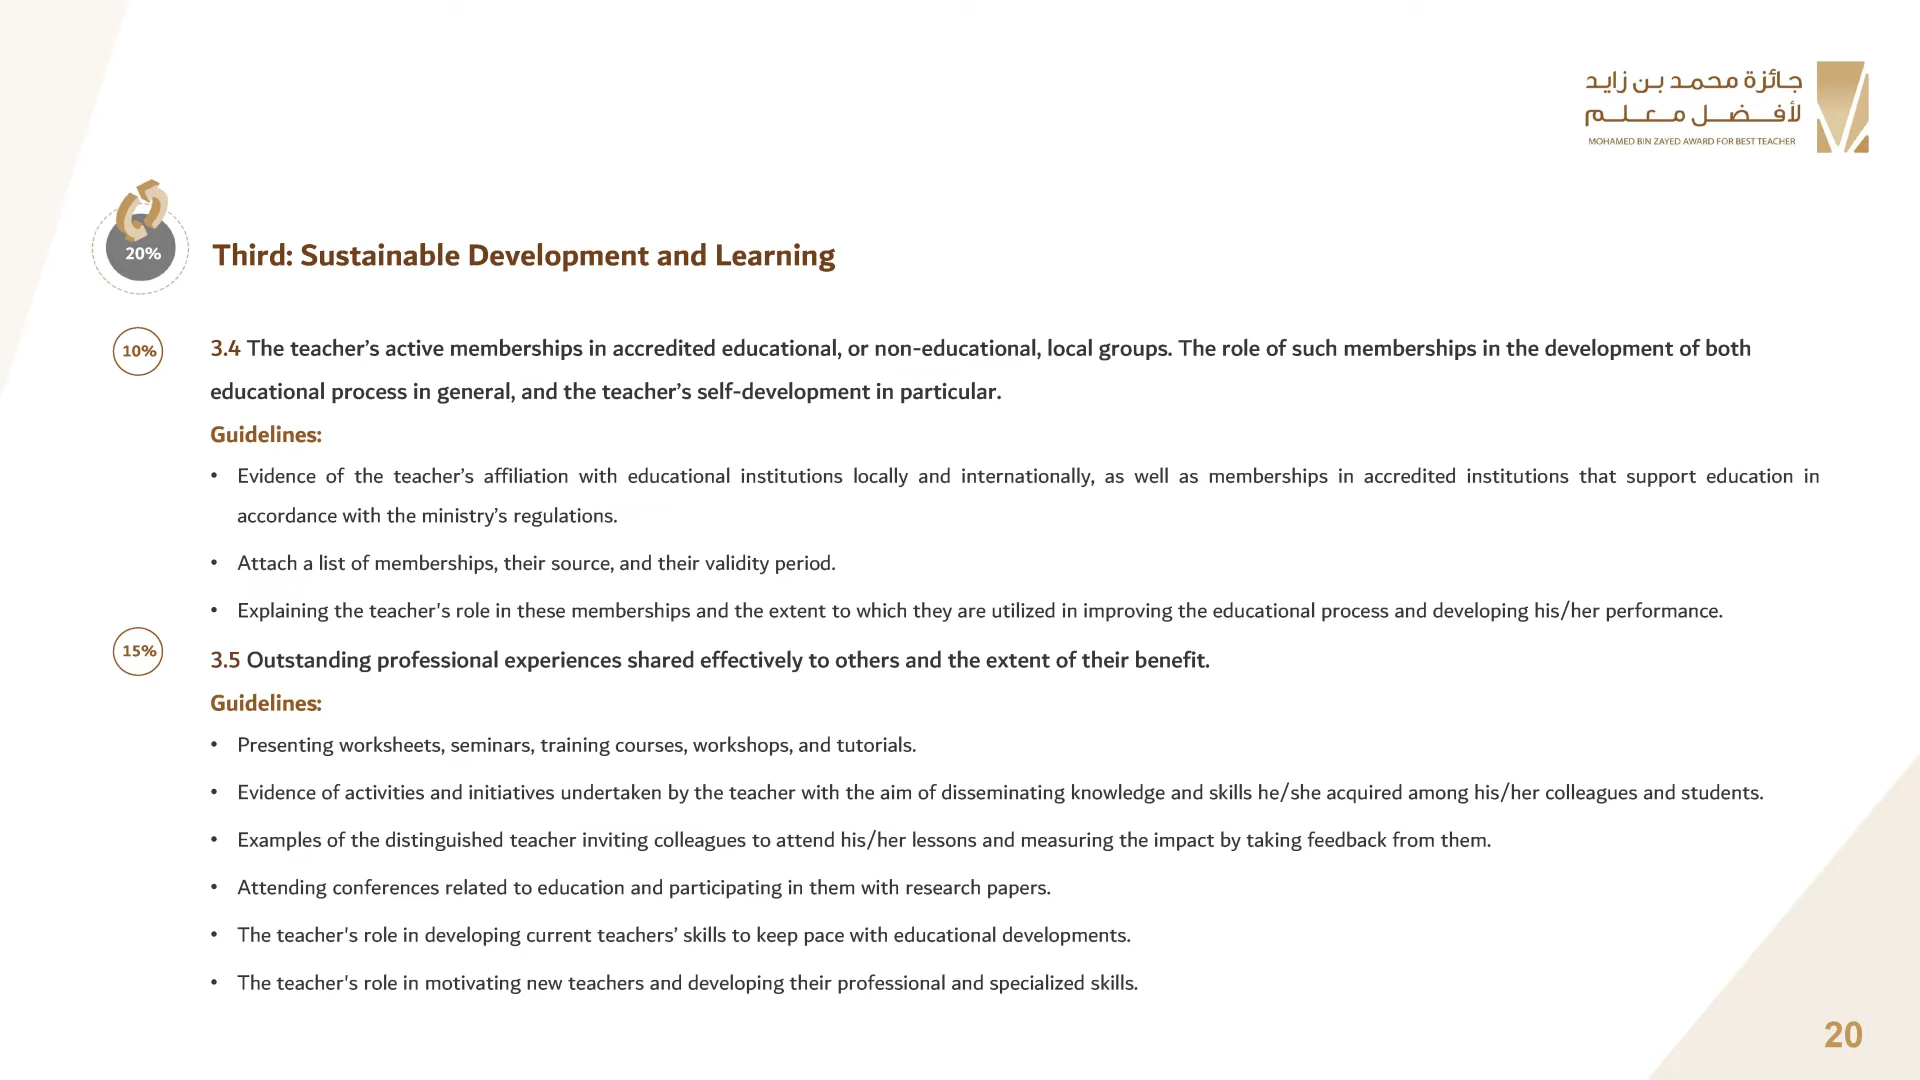 جائزة محمد بن زايد
لأفضل معلم
MOHAMED BIN ZAYED AWARD FOR BEST TEACHER
20%
Third: Sustainable Development and Learning
10%
3.4 The teacher’s active memberships in accredited educational, or non-educational, local groups. The role of such memberships in the development of both
educational process in general, and the teacher’s self-development in particular.
Guidelines:
• Evidence of the teacher’s affiliation with educational institutions locally and internationally, as well as memberships in accredited institutions that support education in
accordance with the ministry’s regulations.
• Attach a list of memberships, their source, and their validity period.
• Explaining the teacher's role in these memberships and the extent to which they are utilized in improving the educational process and developing his/her performance.
15%
3.5 Outstanding professional experiences shared effectively to others and the extent of their benefit.
Guidelines:
• Presenting worksheets, seminars, training courses, workshops, and tutorials.
• Evidence of activities and initiatives undertaken by the teacher with the aim of disseminating knowledge and skills he/she acquired among his/her colleagues and students.
• Examples of the distinguished teacher inviting colleagues to attend his/her lessons and measuring the impact by taking feedback from them.
• Attending conferences related to education and participating in them with research papers.
• The teacher's role in developing current teachers’ skills to keep pace with educational developments.
• The teacher's role in motivating new teachers and developing their professional and specialized skills.
20